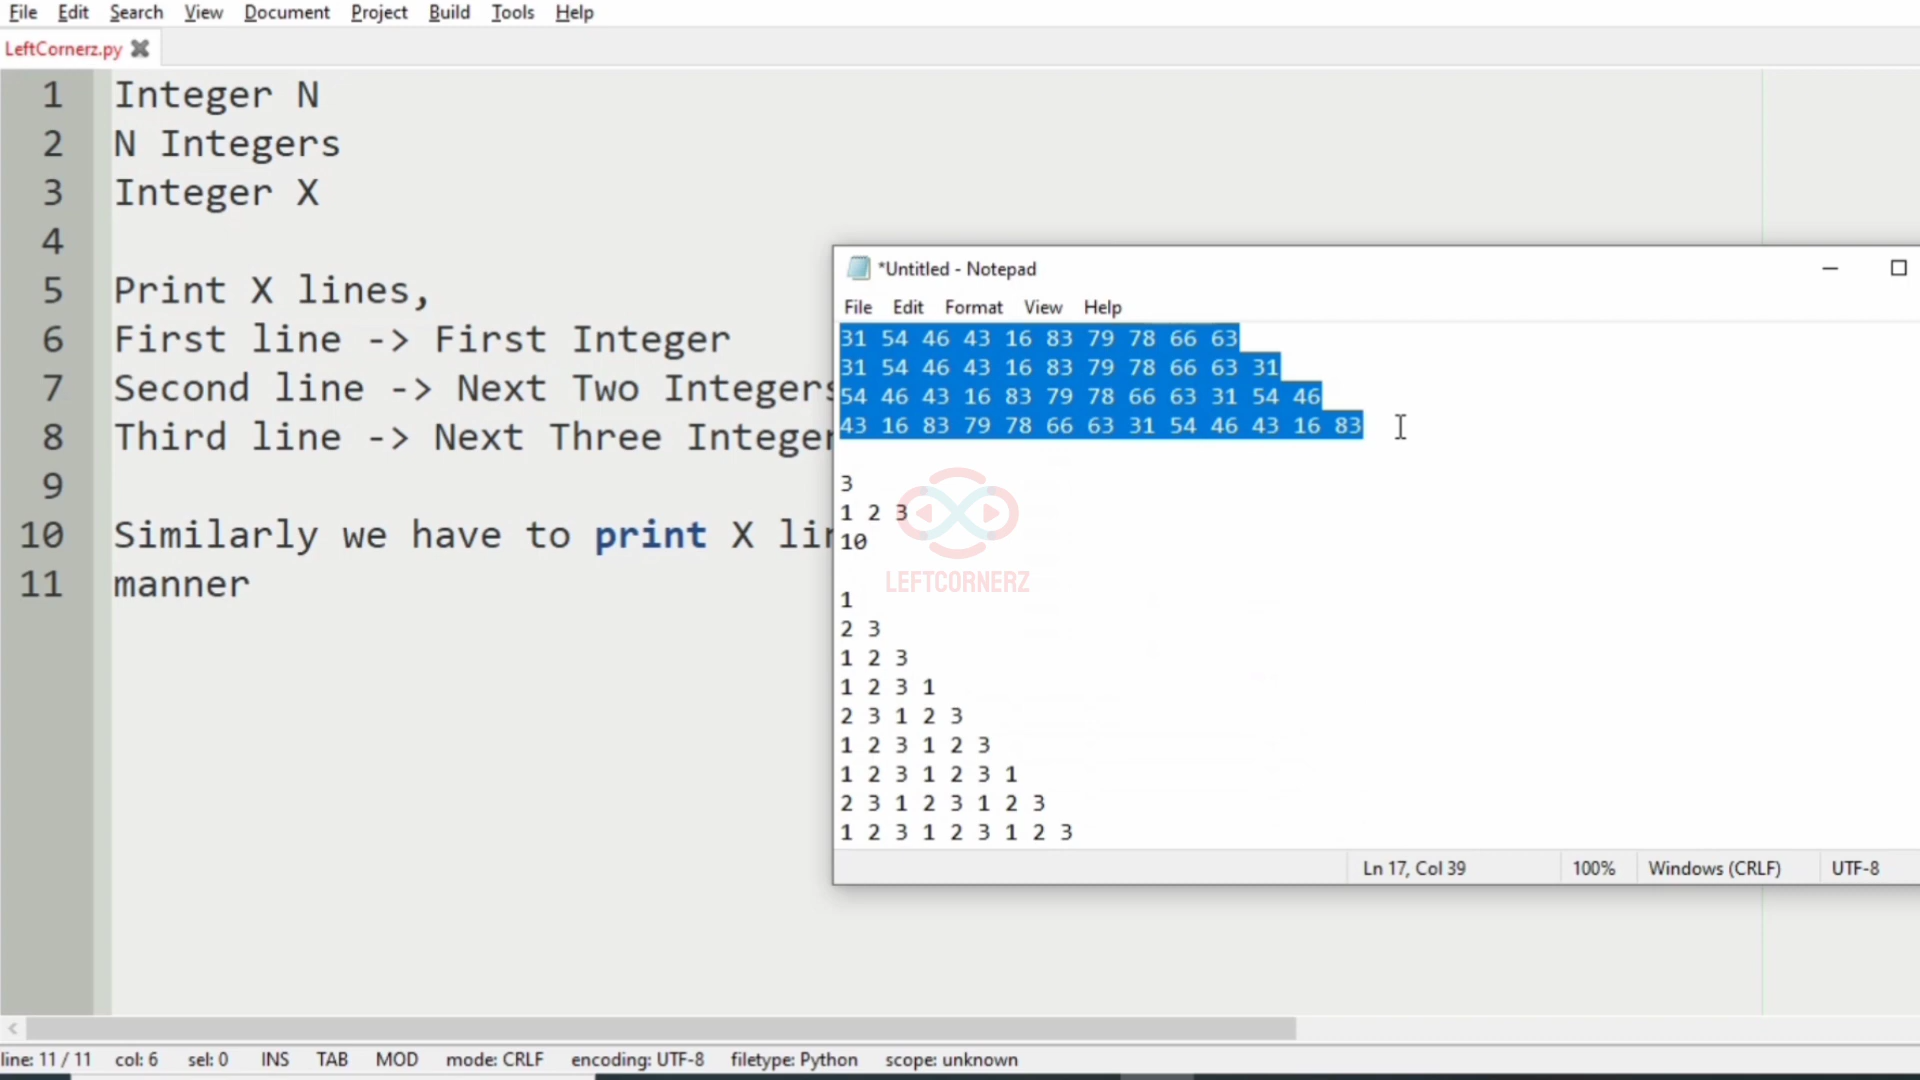 File Edit Search View Document Project Build Tools Help
LeftCornerz.py
1 Integer N
2 N Integers
3 Integer X
4
5 Print X lines,
6 First line -> First Integer
7 Second line -> Next Two Integers
8 Third line -> Next Three Integer
9
10 Similarly we have to print X lin
11 manner
*Untitled - Notepad
File Edit Format View Help
31 54 46 43 16 83 79 78 66 63
31 54 46 43 16 83 79 78 66 63 31
54 46 43 16 83 79 78 66 63 31 54 46
43 16 83 79 78 66 63 31 54 46 43 16 83
3
1 2 3
10
LEFTCORNERZ
1
2 3
1 2 3
1 2 3 1
2 3 1 2 3
1 2 3 1 2 3
1 2 3 1 2 3 1
2 3 1 2 3 1 2 3
1 2 3 1 2 3 1 2 3
Ln 17, Col 39 100% Windows (CRLF) UTF-8
line: 11 / 11 col: 6 sel: 0 INS TAB MOD mode: CRLF encoding: UTF-8 filetype: Python scope: unknown